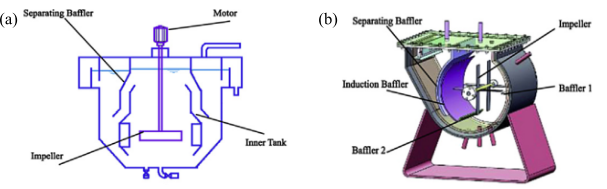 (a)
Separating Baffler
Motor
Impeller
Inner Tank
(b)
Separating Baffler
Impeller
Induction Baffler
Baffler 1
Baffler 2